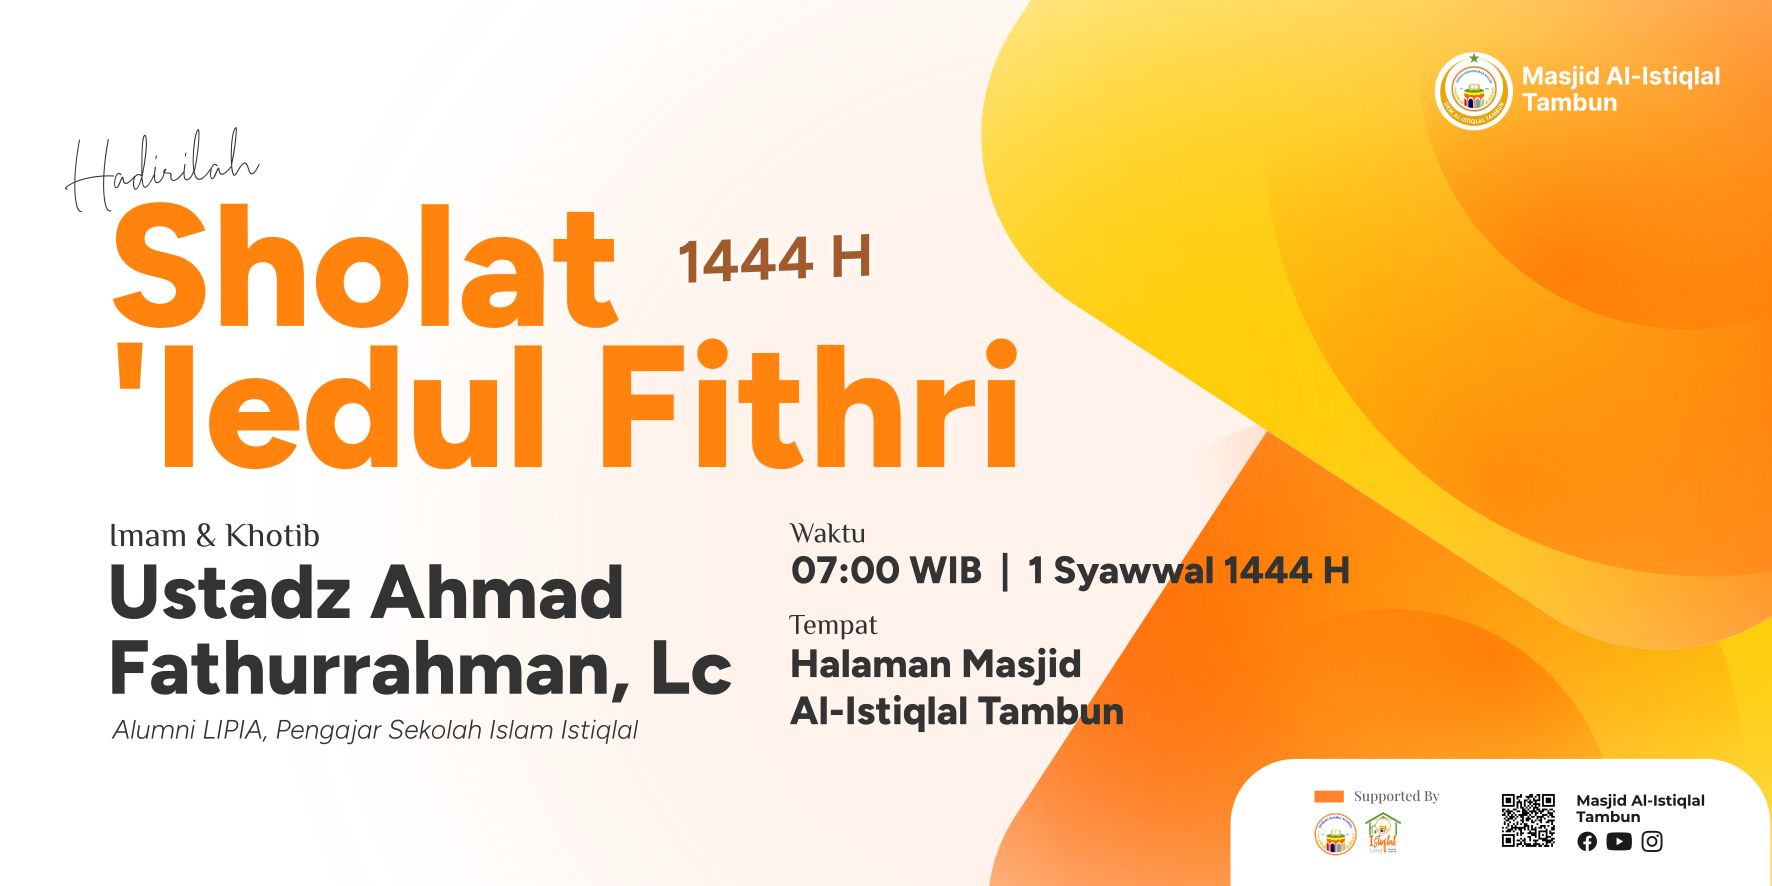 Masjid Al-Istiqlal
Tambun
Hadirilah
Sholat
1444 H
'Iedul Fithri
Imam & Khotib
Ustadz Ahmad
Fathurrahman, Lc
Alumni LIPIA, Pengajar Sekolah Islam Istiqlal
Waktu
07:00 WIB | 1 Syawwal 1444 H
Tempat
Halaman Masjid
Al-Istiqlal Tambun
Supported By
Istiqlal
Masjid Al-Istiqlal
Tambun